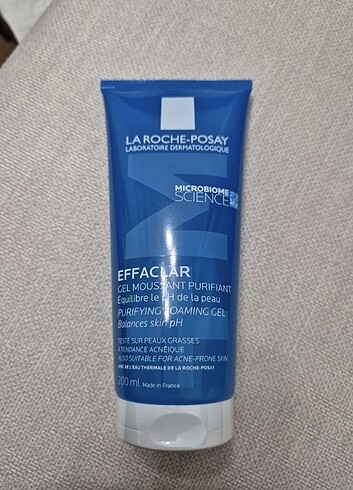 LA ROCHE-POSAY
LABORATOIRE DERMATOLOGIQUE
MICROBIOME
SCIENCE
EFFACLAR
GEL MOUSSANT PURIFIANT
Équilibre le pH de la peau
PURIFYING FOAMING GEL
Balances skin pH
TESTÉ SUR PEAUX GRASSES
À TENDANCE ACNÉIQUE
ALSO SUITABLE FOR ACNE-PRONE SKIN
AVEC DE L'EAU THERMALE DE LA ROCHE-POSAY
200 ml Made in France